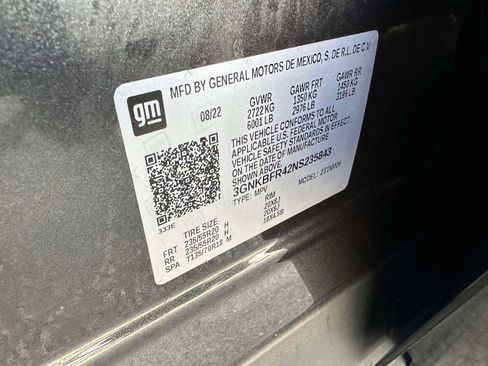 gm
MFD BY GENERAL MOTORS DE MEXICO, S. DE R.L. DE C.V.
08/22 GVWR GAWR FRT GAWR RR
2722 KG 1350 KG 1450 KG
6001 LB 2976 LB 3196 LB
THIS VEHICLE CONFORMS TO ALL
APPLICABLE U.S. FEDERAL MOTOR
VEHICLE SAFETY STANDARDS IN EFFECT
ON THE DATE OF MANUFACTURE
SHOWN ABOVE.
3GNKBFR42NS235843
TYPE: MPV MODEL:
333E
TIRE SIZE RIM
FRT 235/55R20 H 20X8J
RR 235/55R20 H 20X8J
SPA T135/70R18 M 18X4.5B